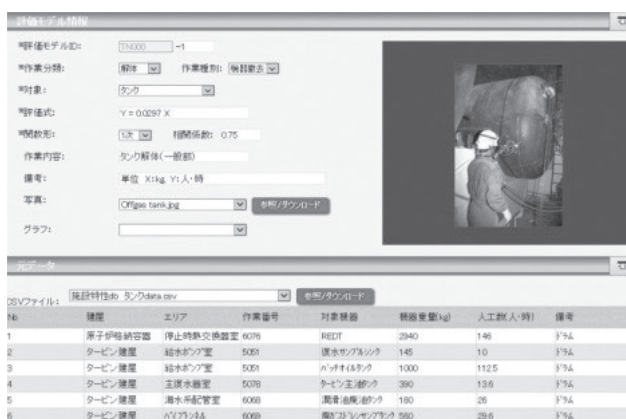 評価モデル情報
*評価モデルID: TN000 -1
*作業分類: 解体 作業種別: 機器撤去
*対象: タンク
*評価式: Y = 0.0297 X
*関数形: 1次 相関係数: 0.75
作業内容: タンク解体(一般部)
備考: 単位 X:kg, Y:人・時
写真: Offgas tank.jpg 参照/ダウンロード
グラフ:
元データ
CSVファイル: 施設特性db タンクdata.csv 参照/ダウンロード
No 建屋 エリア 作業番号 対象機器 機器重量(kg) 人工数(人・時) 備考
1 原子炉格納容器 停止時熱交換器室 6076 REDT 2940 146 ドラム
2 タービン建屋 給水ポンプ室 5051 復水サンプルシンク 145 10 ドラム
3 タービン建屋 給水ポンプ室 5051 バッチオイルタンク 1000 112.5 ドラム
4 タービン建屋 主復水器室 5078 タービン主油タンク 390 13.6 ドラム
5 タービン建屋 海水系配管室 6068 潤滑油廃油タンク 180 26 ドラム
6 タービン建屋 パイプトンネル 6069 560 29.6 ドラム